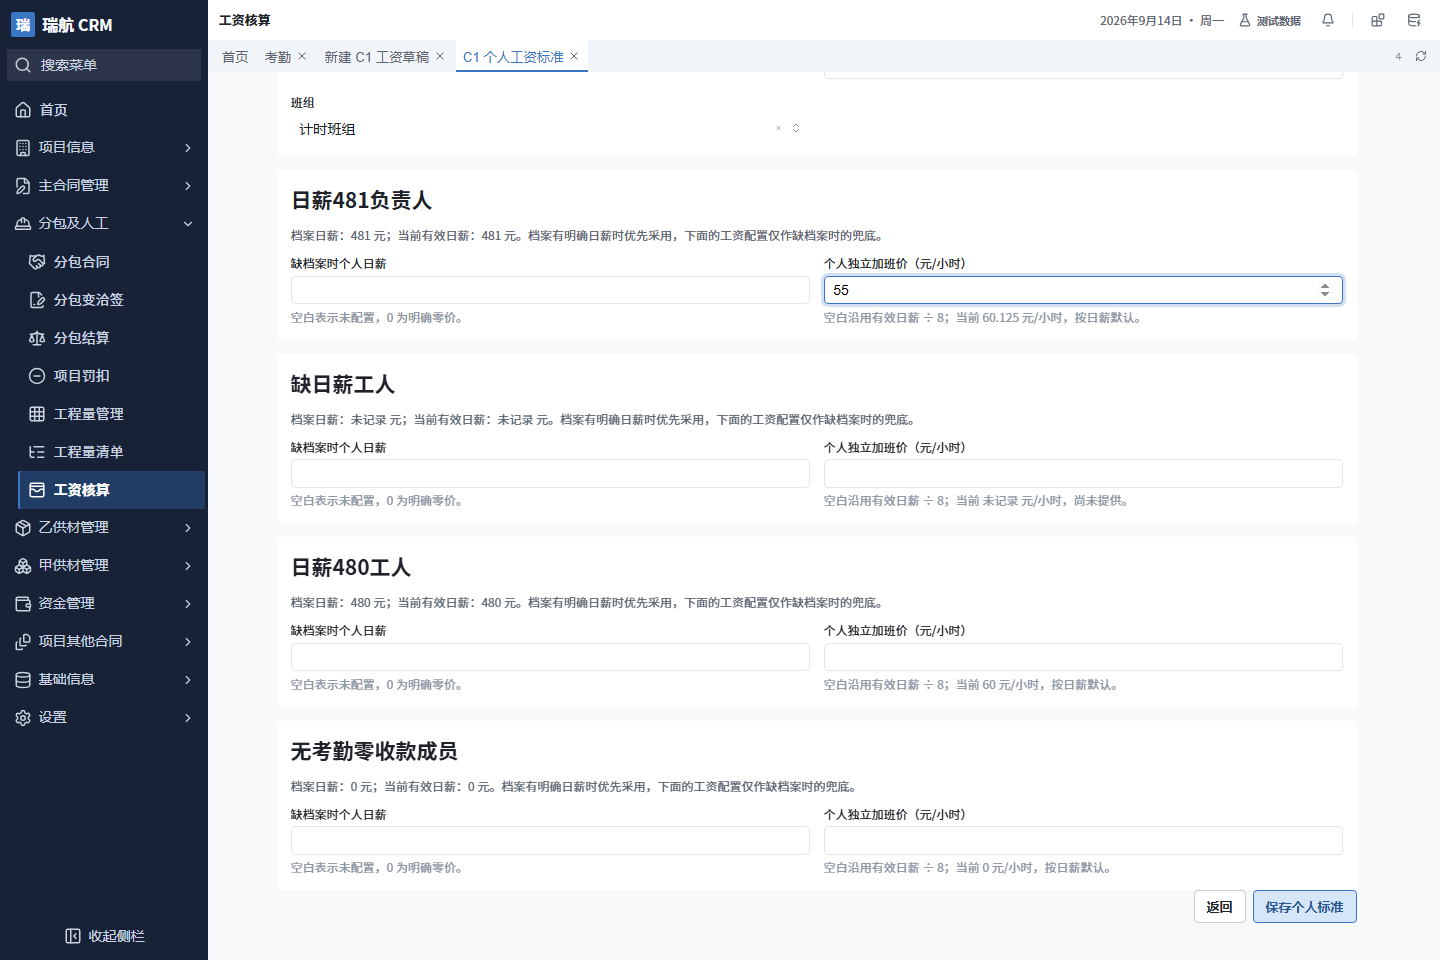 瑞 瑞航 CRM
搜索菜单
首页
项目信息
主合同管理
分包及人工
分包合同
分包变洽签
分包结算
项目罚扣
工程量管理
工程量清单
工资核算
乙供材管理
甲供材管理
资金管理
项目其他合同
基础信息
设置
收起侧栏
工资核算
2026年9月14日 · 周一 测试数据
首页 考勤 新建 C1 工资草稿 C1 个人工资标准 4
班组
计时班组
日薪481负责人
档案日薪：481 元；当前有效日薪：481 元。档案有明确日薪时优先采用，下面的工资配置仅作缺档案时的兜底。
缺档案时个人日薪 个人独立加班价（元/小时）
55
空白表示未配置，0 为明确零价。 空白沿用有效日薪 ÷ 8；当前 60.125 元/小时，按日薪默认。
缺日薪工人
档案日薪：未记录 元；当前有效日薪：未记录 元。档案有明确日薪时优先采用，下面的工资配置仅作缺档案时的兜底。
缺档案时个人日薪 个人独立加班价（元/小时）
空白表示未配置，0 为明确零价。 空白沿用有效日薪 ÷ 8；当前 未记录 元/小时，尚未提供。
日薪480工人
档案日薪：480 元；当前有效日薪：480 元。档案有明确日薪时优先采用，下面的工资配置仅作缺档案时的兜底。
缺档案时个人日薪 个人独立加班价（元/小时）
空白表示未配置，0 为明确零价。 空白沿用有效日薪 ÷ 8；当前 60 元/小时，按日薪默认。
无考勤零收款成员
档案日薪：0 元；当前有效日薪：0 元。档案有明确日薪时优先采用，下面的工资配置仅作缺档案时的兜底。
缺档案时个人日薪 个人独立加班价（元/小时）
空白表示未配置，0 为明确零价。 空白沿用有效日薪 ÷ 8；当前 0 元/小时，按日薪默认。
返回 保存个人标准